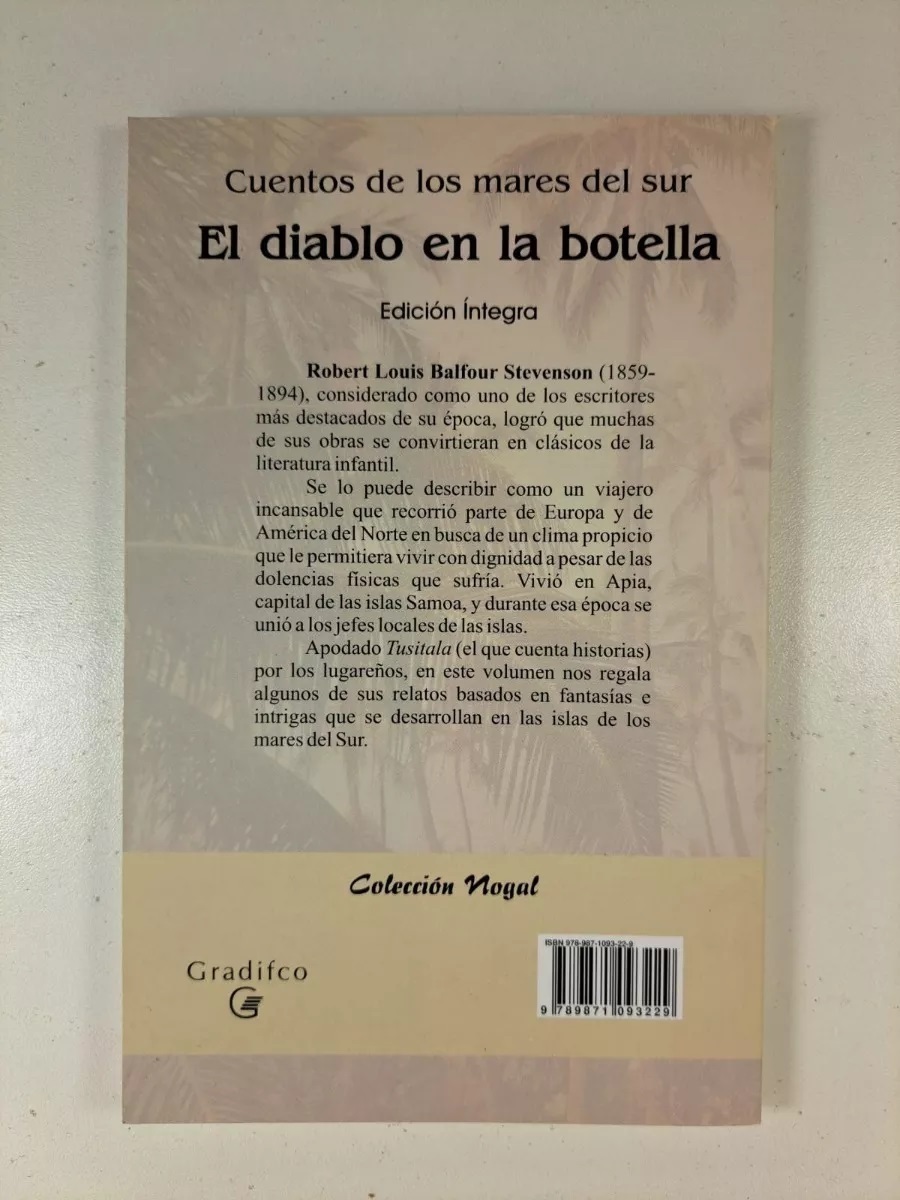 Cuentos de los mares del sur
El diablo en la botella
Edición Íntegra
Robert Louis Balfour Stevenson (1859-
1894), considerado como uno de los escritores
más destacados de su época, logró que muchas
de sus obras se convirtieran en clásicos de la
literatura infantil.
Se lo puede describir como un viajero
incansable que recorrió parte de Europa y de
América del Norte en busca de un clima propicio
que le permitiera vivir con dignidad a pesar de las
dolencias físicas que sufría. Vivió en Apia,
capital de las islas Samoa, y durante esa época se
unió a los jefes locales de las islas.
Apodado Tusitala (el que cuenta historias)
por los lugareños, en este volumen nos regala
algunos de sus relatos basados en fantasías e
intrigas que se desarrollan en las islas de los
mares del Sur.
Colección Nogal
Gradifco
ISBN 978-987-1093-22-9
9 789871 093229